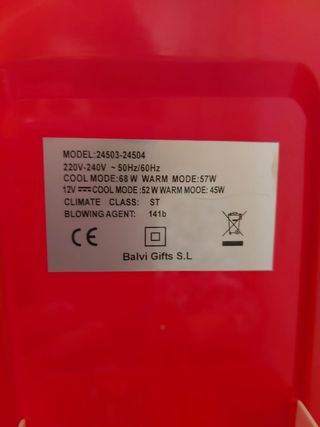 MODEL:24503-24504
220V-240V ~ 50Hz/60Hz
COOL MODE:68 W WARM MODE:57W
12V ⎓ COOL MODE:52 W WARM MOOE: 45W
CLIMATE CLASS: ST
BLOWING AGENT: 141b
CE
Balvi Gifts S.L